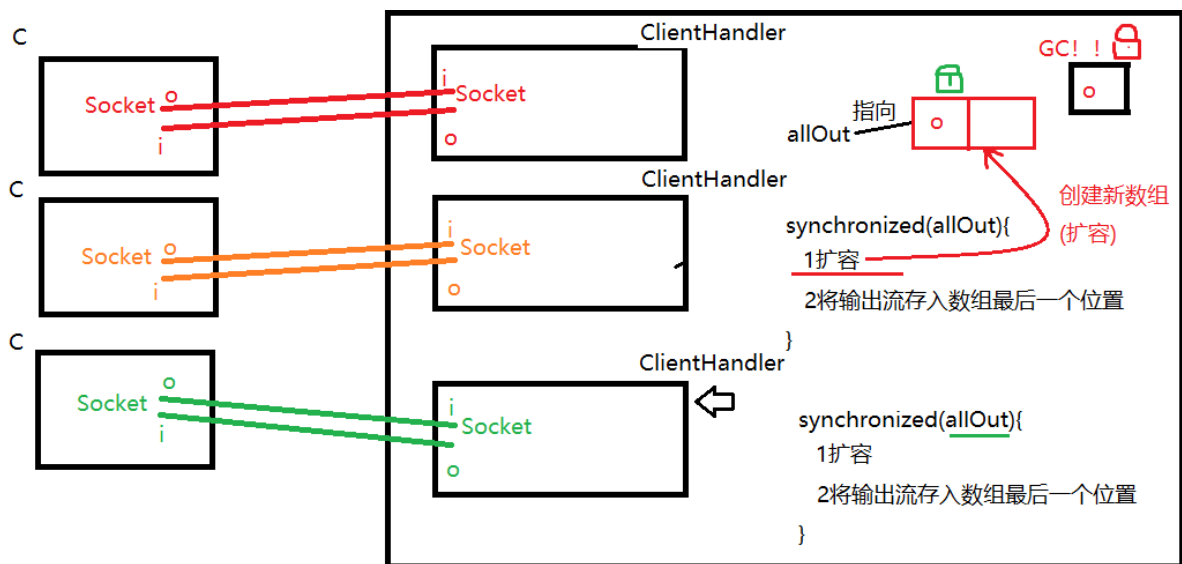 C
Socket
o
i
ClientHandler
i
Socket
o
GC！！
o
指向
allOut
o
创建新数组
(扩容)
C
Socket
o
i
ClientHandler
i
Socket
o
synchronized(allOut){
1扩容
2将输出流存入数组最后一个位置
}
C
Socket
o
i
ClientHandler
i
Socket
o
synchronized(allOut){
1扩容
2将输出流存入数组最后一个位置
}